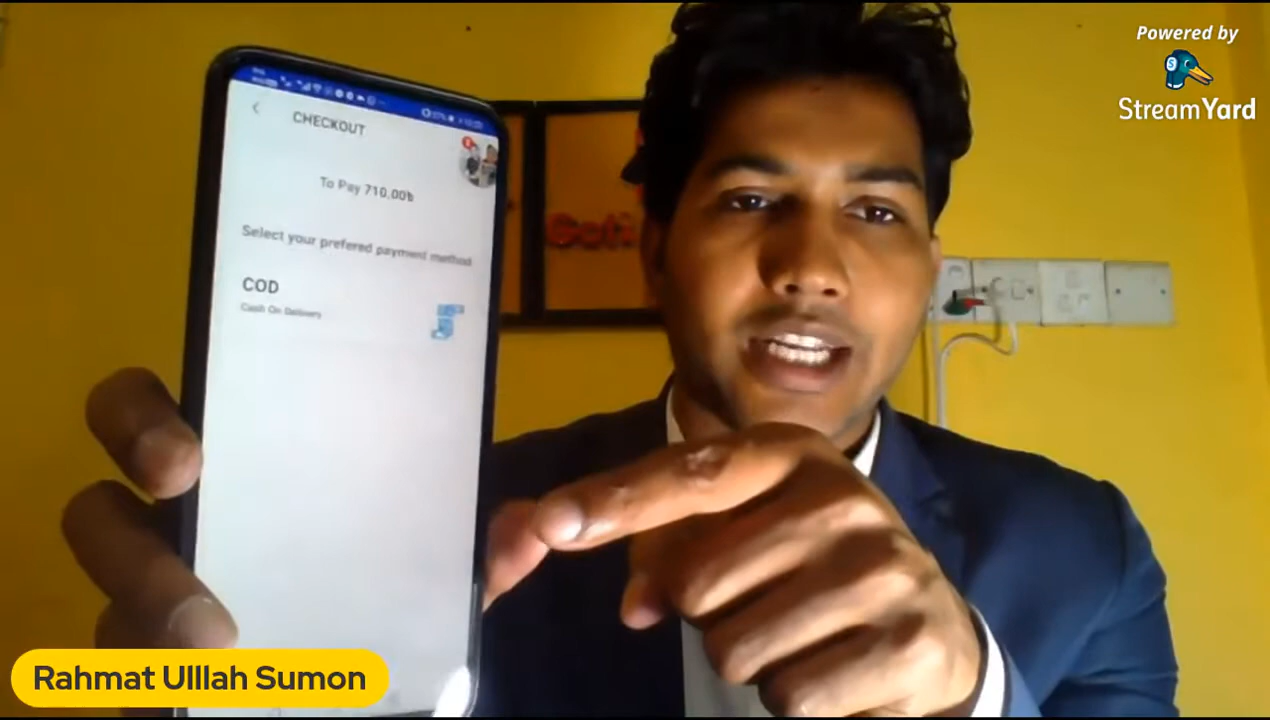 Powered by
StreamYard
CHECKOUT
To Pay 710.00৳
Select your prefered payment method
COD
Cash On Delivery
Goti
Rahmat Ulllah Sumon